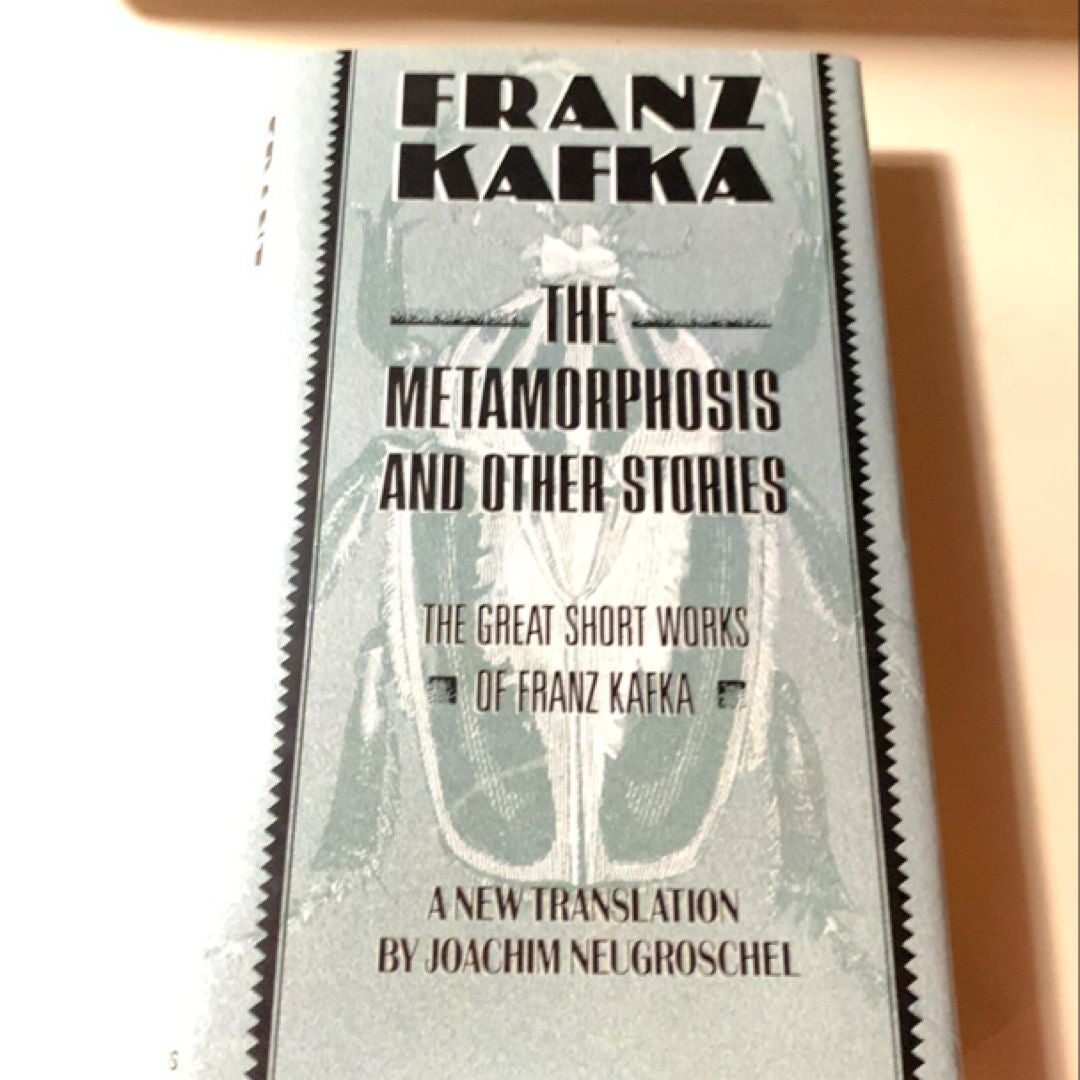 FRANZ
KAFKA
THE
METAMORPHOSIS
AND OTHER STORIES
THE GREAT SHORT WORKS
OF FRANZ KAFKA
A NEW TRANSLATION
BY JOACHIM NEUGROSCHEL
S